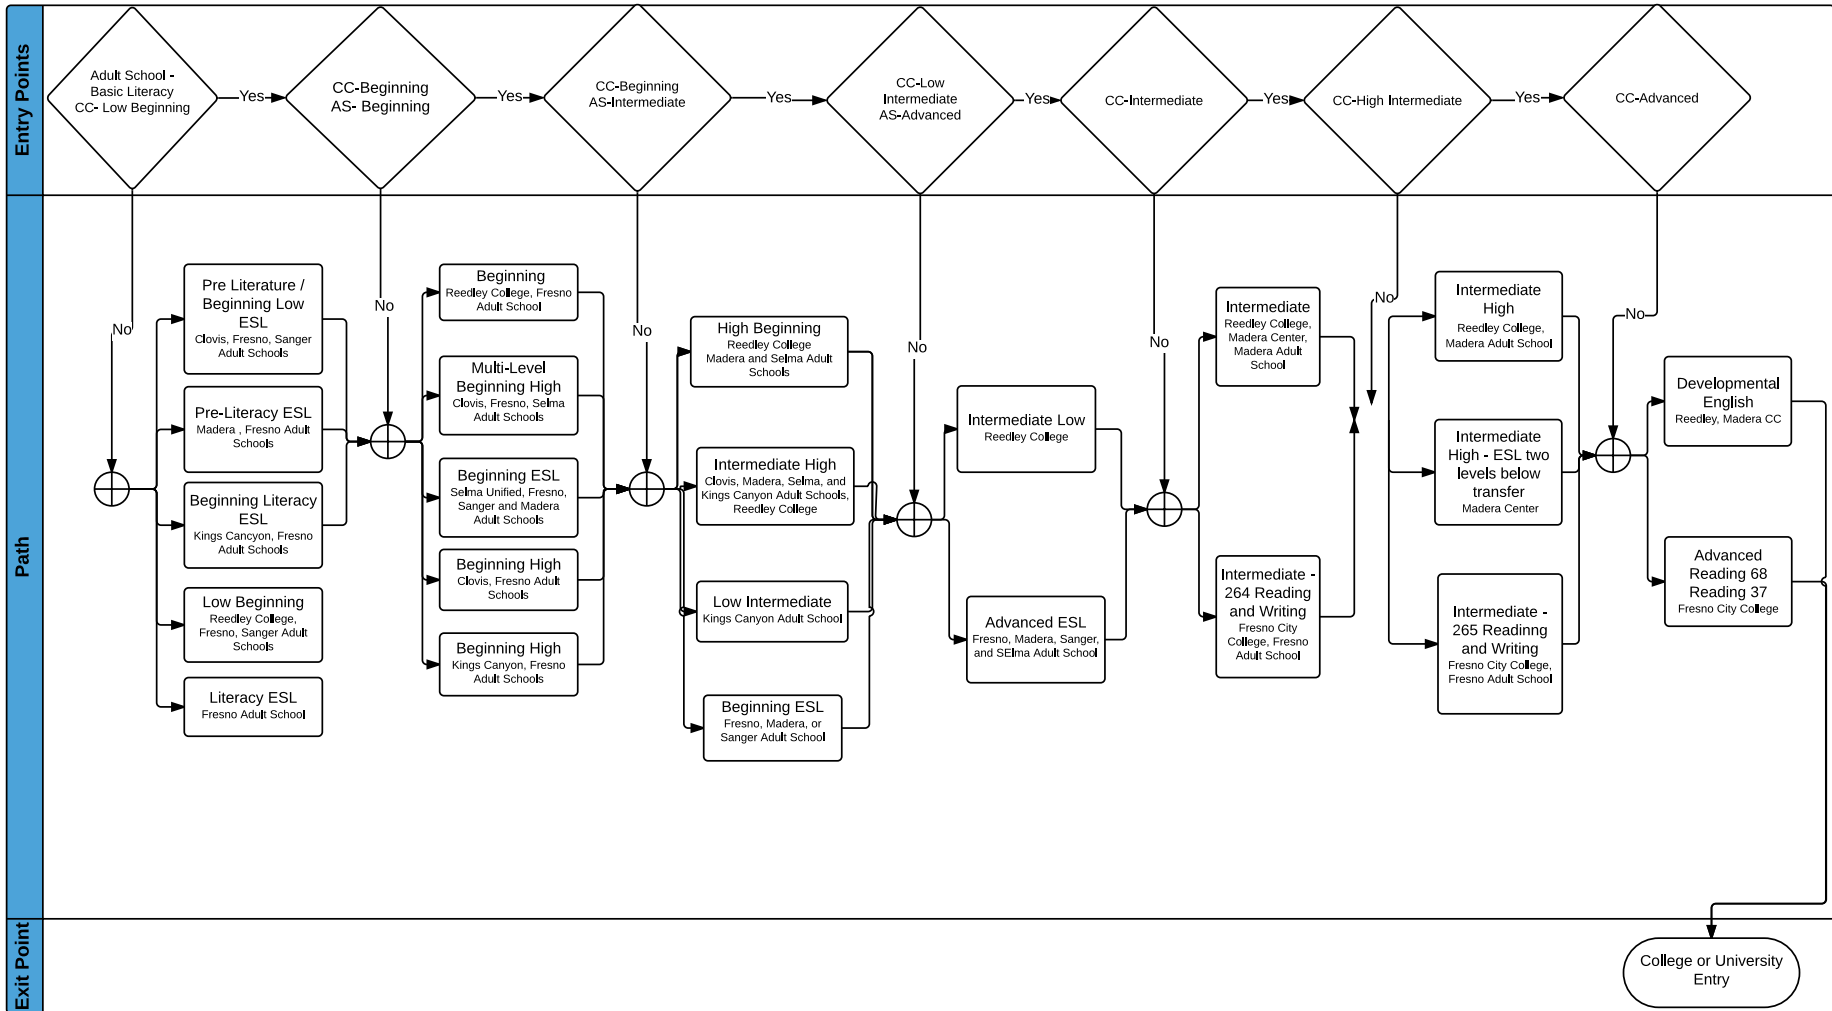 Entry Points
Adult School -
Basic Literacy
CC- Low Beginning
Yes
CC-Beginning
AS- Beginning
Yes
CC-Beginning
AS-Intermediate
Yes
CC-Low
Intermediate
AS-Advanced
Yes
CC-Intermediate
Yes
CC-High Intermediate
Yes
CC-Advanced
Path
No
Pre Literature /
Beginning Low
ESL
Clovis, Fresno, Sanger
Adult Schools
Pre-Literacy ESL
Madera , Fresno Adult
Schools
Beginning Literacy
ESL
Kings Cancyon, Fresno
Adult Schools
Low Beginning
Reedley College,
Fresno, Sanger Adult
Schools
Literacy ESL
Fresno Adult School
No
Beginning
Reedley College, Fresno
Adult School
Multi-Level
Beginning High
Clovis, Fresno, Selma
Adult Schools
Beginning ESL
Selma Unified, Fresno,
Sanger and Madera
Adult Schools
Beginning High
Clovis, Fresno Adult
Schools
Beginning High
Kings Canyon, Fresno
Adult Schools
No
High Beginning
Reedley College
Madera and Selma Adult
Schools
Intermediate High
Clovis, Madera, Selma, and
Kings Canyon Adult Schools,
Reedley College
Low Intermediate
Kings Canyon Adult School
Beginning ESL
Fresno, Madera, or
Sanger Adult School
No
Intermediate Low
Reedley College
Advanced ESL
Fresno, Madera, Sanger,
and SElma Adult School
No
Intermediate
Reedley College,
Madera Center,
Madera Adult
School
Intermediate -
264 Reading
and Writing
Fresno City
College, Fresno
Adult School
No
Intermediate
High
Reedley College,
Madera Adult School
Intermediate
High - ESL two
levels below
transfer
Madera Center
Intermediate -
265 Readinng
and Writing
Fresno City College,
Fresno Adult School
No
Developmental
English
Reedley, Madera CC
Advanced
Reading 68
Reading 37
Fresno City College
Exit Point
College or University
Entry